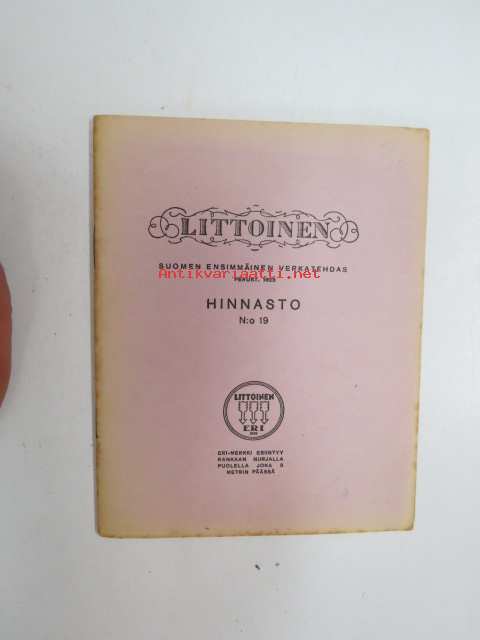 LITTOINEN
SUOMEN ENSIMMÄINEN VERKATEHDAS
Antikvariaatti.net
PERUST.
HINNASTO
N:o 19
LITTOINEN
ERI
ERI-MERKKI ESIINTYY
KANKAAN NURJALLA
PUOLELLA JOKA 5
METRIN PÄÄSSÄ